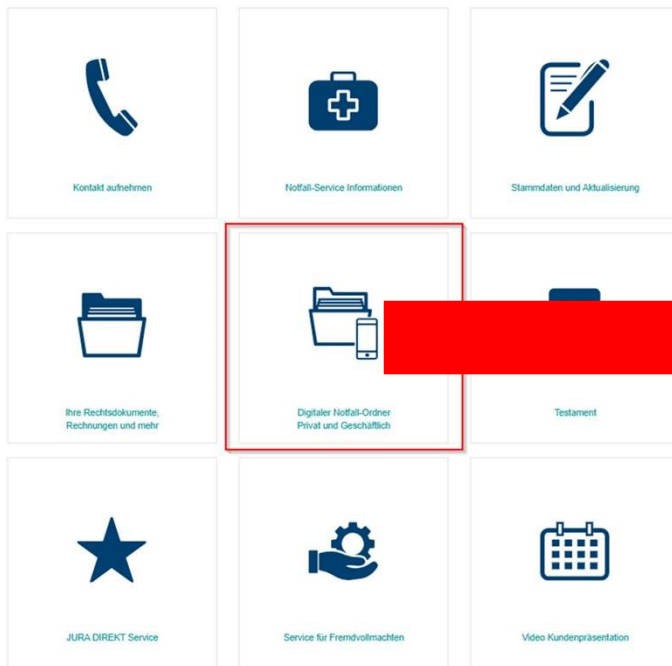 Kontakt aufnehmen
Notfall-Service Informationen
Stammdaten und Aktualisierung
Ihre Rechtsdokumente,
Rechnungen und mehr
Digitaler Notfall-Ordner
Privat und Geschäftlich
Testament
JURA DIREKT Service
Service für Fremdvollmachten
Video Kundenpräsentation